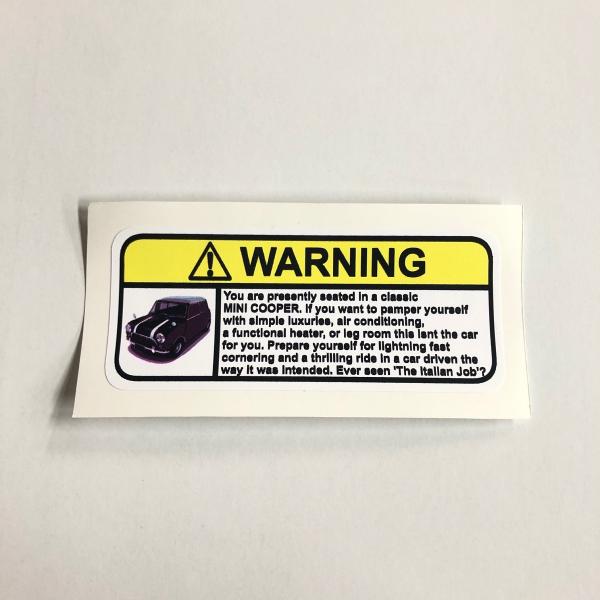 WARNING
You are presently seated in a classic
MINI COOPER. If you want to pamper yourself
with simple luxuries, air conditioning,
a functional heater, or leg room this isnt the car
for you. Prepare yourself for lightning fast
cornering and a thrilling ride in a car driven the
way it was intended. Ever seen 'The Italian Job'?